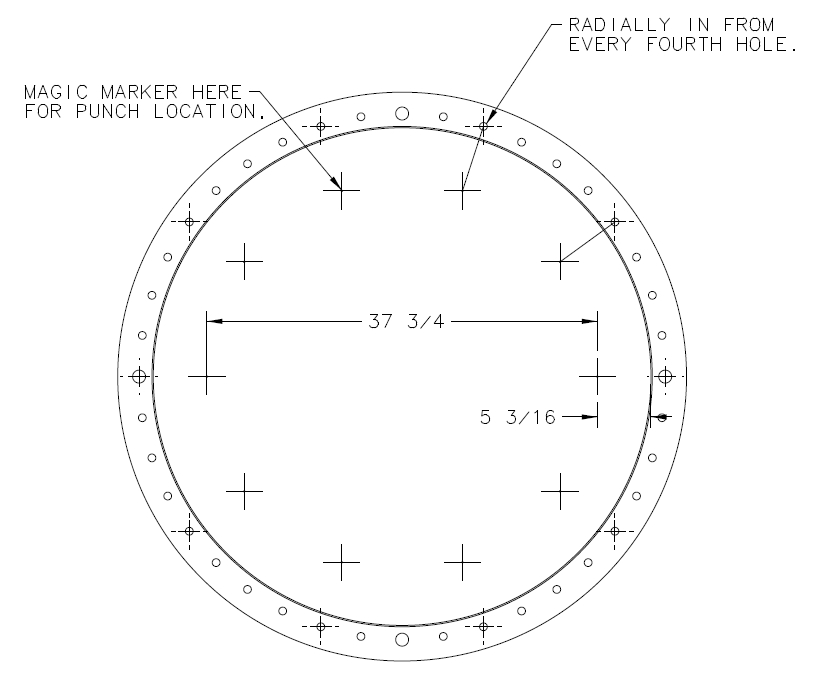 RADIALLY IN FROM
EVERY FOURTH HOLE.
MAGIC MARKER HERE
FOR PUNCH LOCATION.
37 3/4
5 3/16